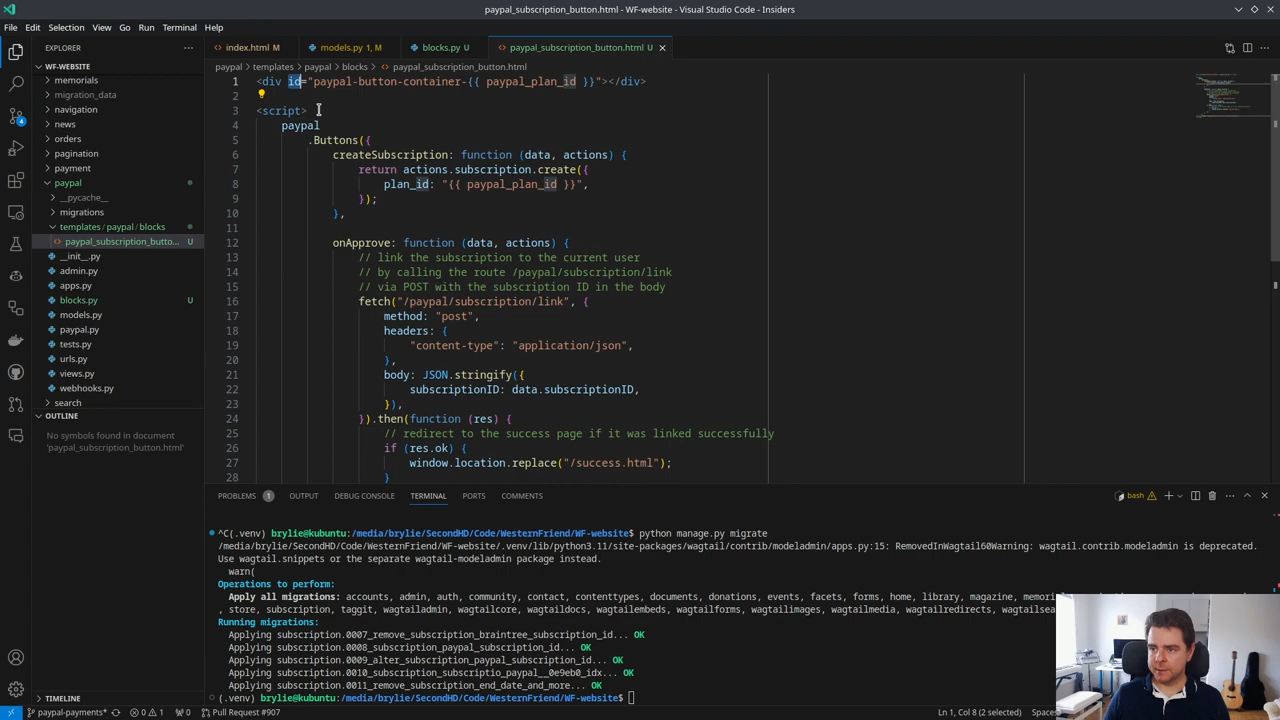 paypal_subscription_button.html - WF-website - Visual Studio Code - Insiders
File Edit Selection View Go Run Terminal Help
EXPLORER
index.html U
models.py 1, M
blocks.py U
paypal_subscription_button.html U
WF-WEBSITE
paypal > templates > paypal > blocks > paypal_subscription_button.html
memorials
migration_data
navigation
news
orders
pagination
payment
paypal
__pycache__
migrations
templates / paypal / blocks
paypal_subscription_butto... U
__init__.py
admin.py
apps.py
blocks.py U
models.py
paypal.py
tests.py
urls.py
views.py
webhooks.py
search
OUTLINE
No symbols found in document
'paypal_subscription_button.html'
TIMELINE
1 <div id="paypal-button-container-{{ paypal_plan_id }}"></div>
2
3 <script>
4 paypal
5 .Buttons({
6 createSubscription: function (data, actions) {
7 return actions.subscription.create({
8 plan_id: "{{ paypal_plan_id }}",
9 });
10 },
11
12 onApprove: function (data, actions) {
13 // link the subscription to the current user
14 // by calling the route /paypal/subscription/link
15 // via POST with the subscription ID in the body
16 fetch("/paypal/subscription/link", {
17 method: "post",
18 headers: {
19 "content-type": "application/json",
20 },
21 body: JSON.stringify({
22 subscriptionID: data.subscriptionID,
23 }),
24 }).then(function (res) {
25 // redirect to the success page if it was linked successfully
26 if (res.ok) {
27 window.location.replace("/success.html");
28 }
PROBLEMS 1 OUTPUT DEBUG CONSOLE TERMINAL PORTS COMMENTS
bash
^C(.venv) brylie@kubuntu:/media/brylie/SecondHD/Code/WesternFriend/WF-website$ python manage.py migrate
/media/brylie/SecondHD/Code/WesternFriend/WF-website/.venv/lib/python3.11/site-packages/wagtail/contrib/modeladmin/apps.py:15: RemovedInWagtail60Warning: wagtail.contrib.modeladmin is deprecated.
Use wagtail.snippets or the separate wagtail-modeladmin package instead.
warn(
Operations to perform:
Apply all migrations: accounts, admin, auth, community, contact, contenttypes, documents, donations, events, facets, forms, home, library, magazine,
, store, subscription, taggit, wagtailadmin, wagtailcore, wagtaildocs, wagtailembeds, wagtailforms, wagtailimages, wagtailmedia, wagtailredirects,
Running migrations:
Applying subscription.0007_remove_subscription_braintree_subscription_id... OK
Applying subscription.0008_subscription_paypal_subscription_id... OK
Applying subscription.0009_alter_subscription_paypal_subscription_id... OK
Applying subscription.0010_subscription_subscriptio_paypal__0e9eb0_idx... OK
Applying subscription.0011_remove_subscription_end_date_and_more... OK
(.venv) brylie@kubuntu:/media/brylie/SecondHD/Code/WesternFriend/WF-website$
paypal-payments* 0 1 0 Pull Request #907
Ln 1, Col 8 (2 selected)